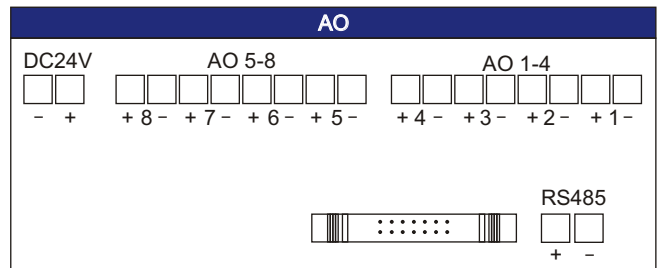 AO
DC24V AO 5-8 AO 1-4
− + + 8 − + 7 − + 6 − + 5 − + 4 − + 3 − + 2 − + 1 −
RS485
+ −